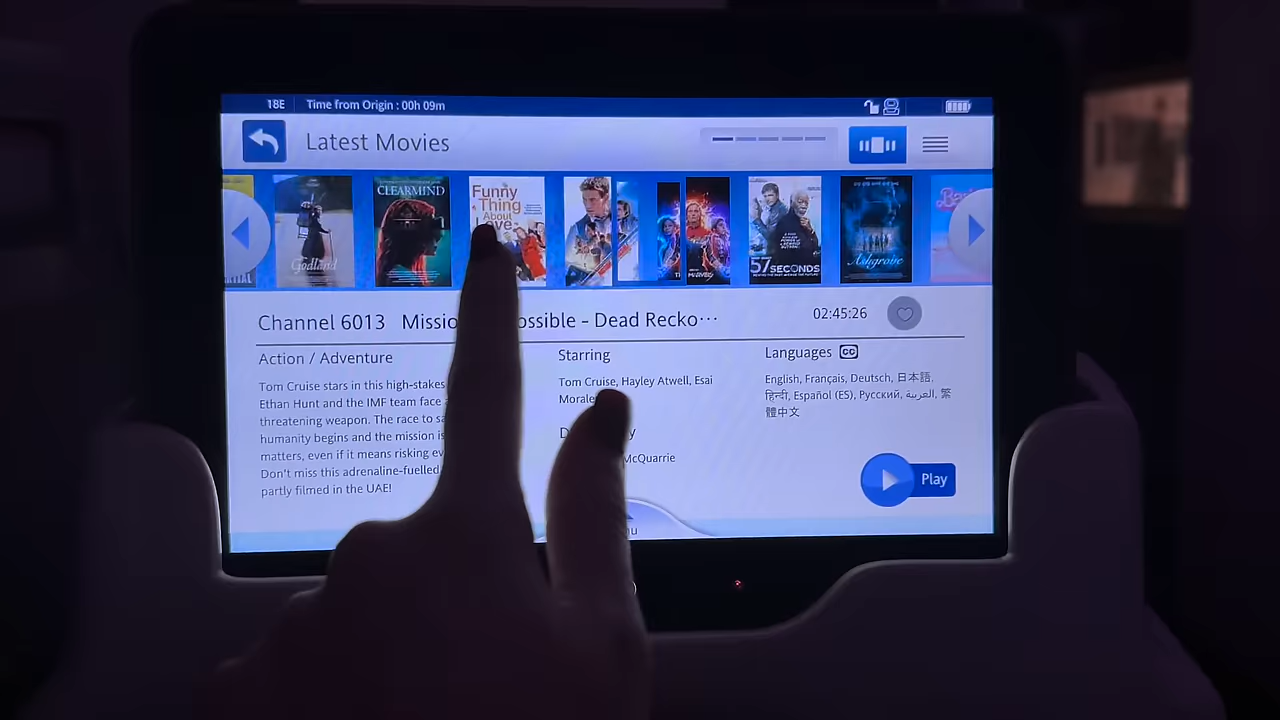 18E Time from Origin : 00h 09m
Latest Movies
Godland
CLEARMIND
Funny
Thing
About
Love
57 SECONDS
Ashgrove
Channel 6013 Missio ossible - Dead Recko···
02:45:26
Action / Adventure
Tom Cruise stars in this high-stakes
Ethan Hunt and the IMF team face
threatening weapon. The race to sa
humanity begins and the mission is
matters, even if it means risking ev
Don't miss this adrenaline-fuelled
partly filmed in the UAE!
Starring
Tom Cruise, Hayley Atwell, Esai
Morale
D y
McQuarrie
Languages CC
English, Français, Deutsch, 日本語,
हिन्दी, Español (ES), Русский, العربية, 繁
體中文
Play
nu